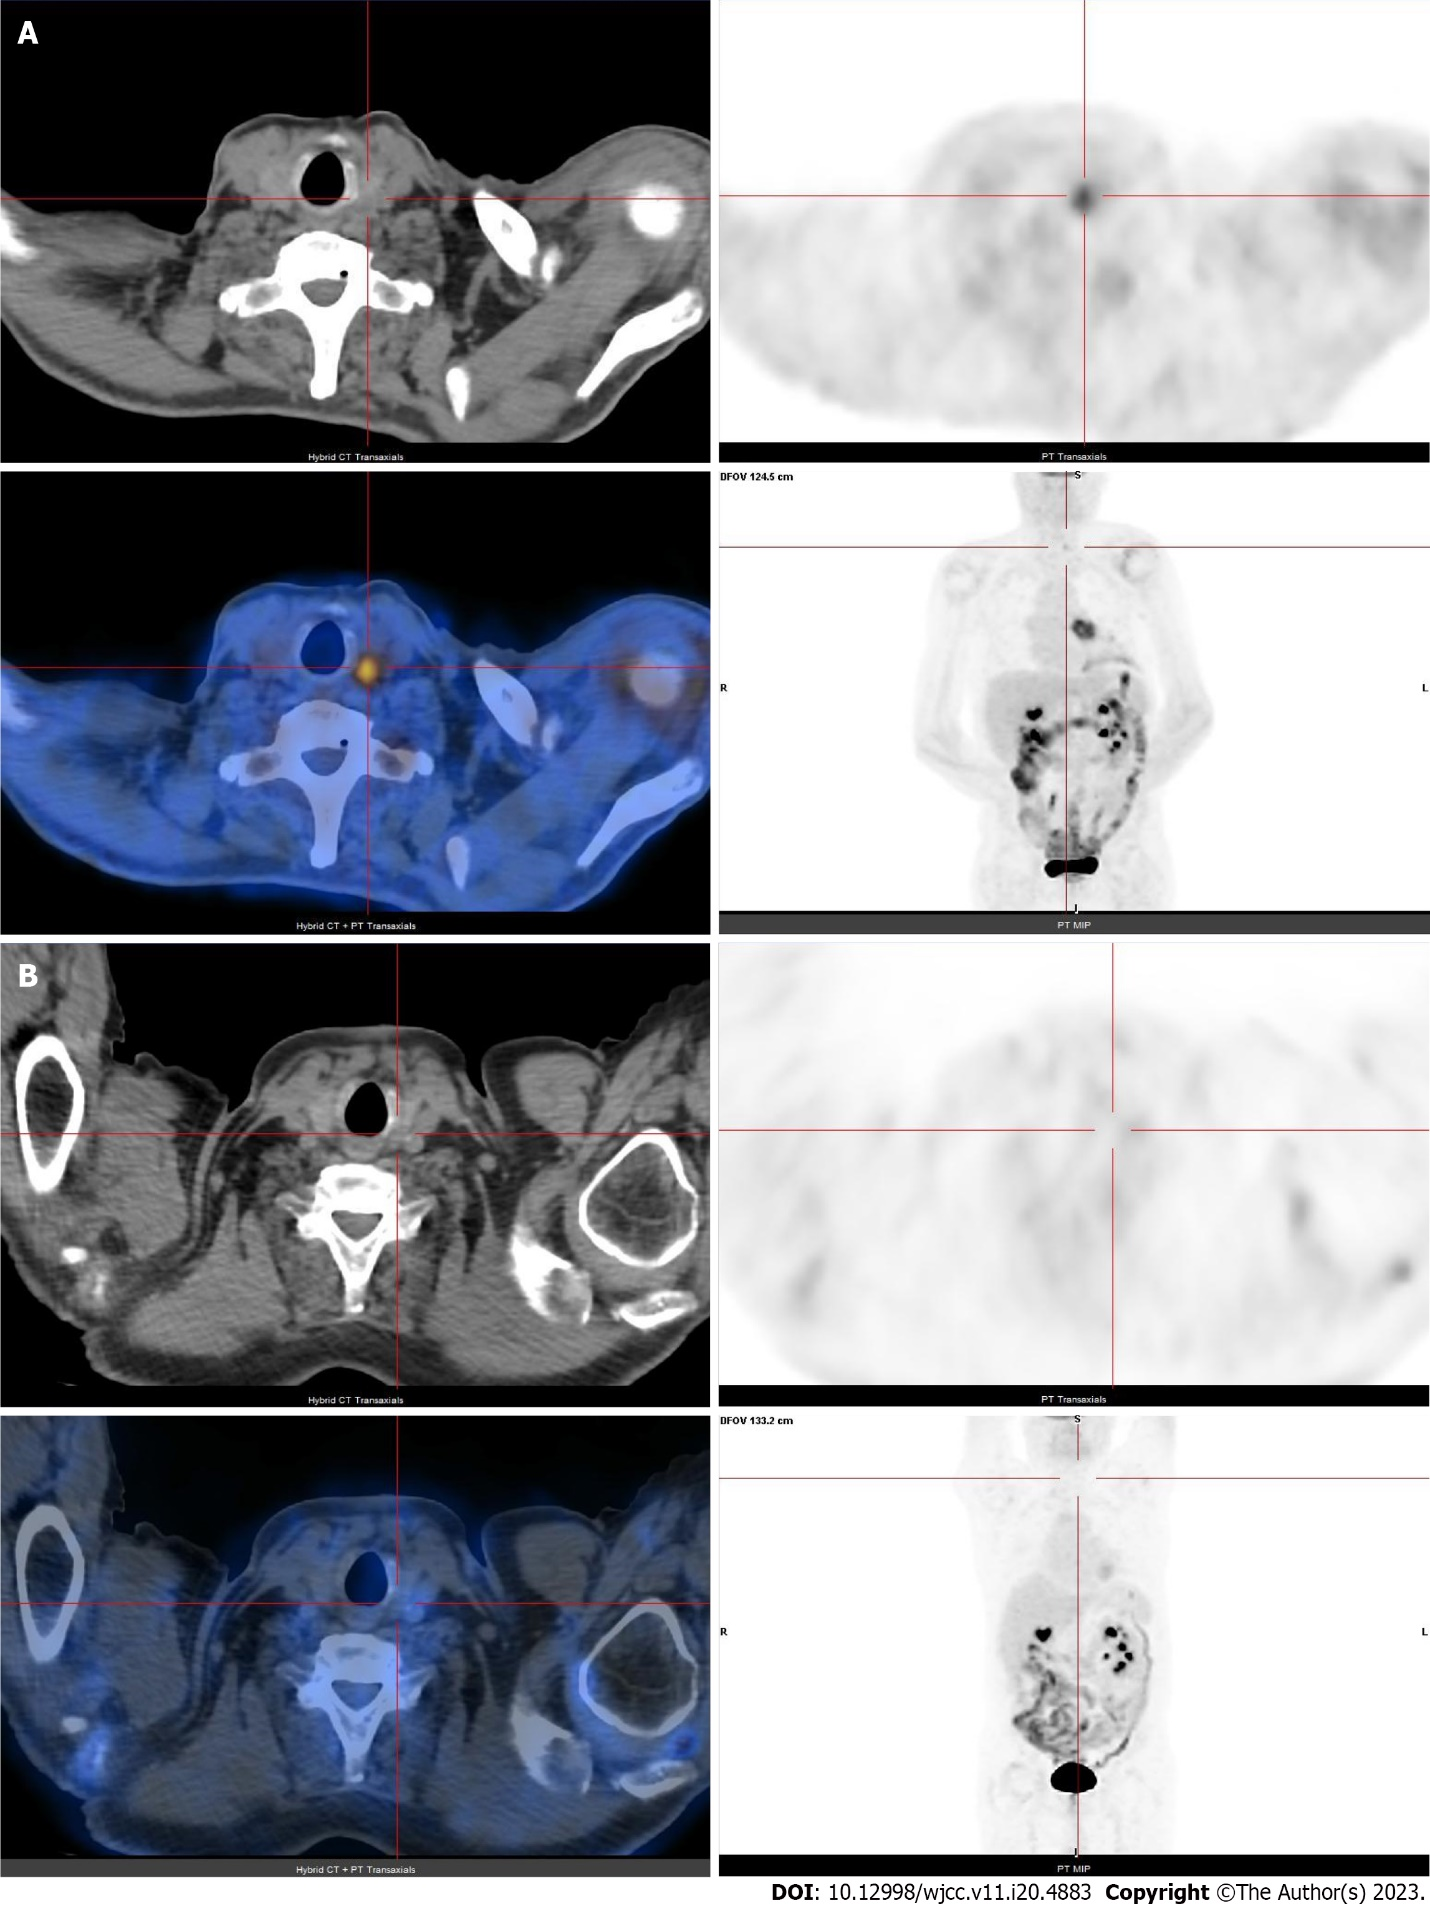 A
Hybrid CT Transaxials
PT Transaxials
DFOV 124.5 cm
S
R
L
I
Hybrid CT + PT Transaxials
PT MIP
B
Hybrid CT Transaxials
PT Transaxials
DFOV 133.2 cm
S
R
L
I
Hybrid CT + PT Transaxials
PT MIP
DOI: 10.12998/wjcc.v11.i20.4883 Copyright ©The Author(s) 2023.